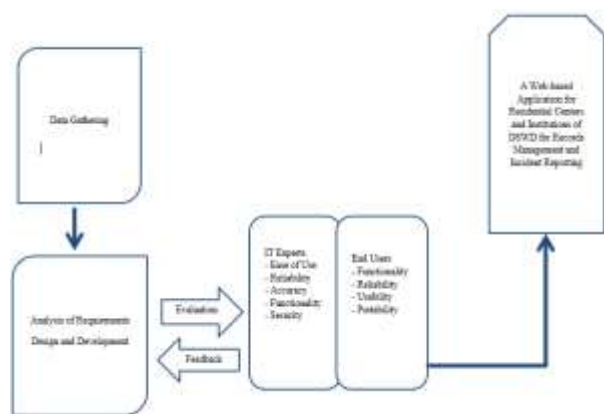 Data Gathering
Analysis of Requirements
Design and Development
Evaluation
Feedback
IT Experts
- Ease of Use
- Reliability
- Accuracy
- Functionality
- Security
End Users
- Functionality
- Reliability
- Usability
- Portability
A Web-based
Application for
Residential Centers
and Institutions of
DSWD for Records
Management and
Incident Reporting